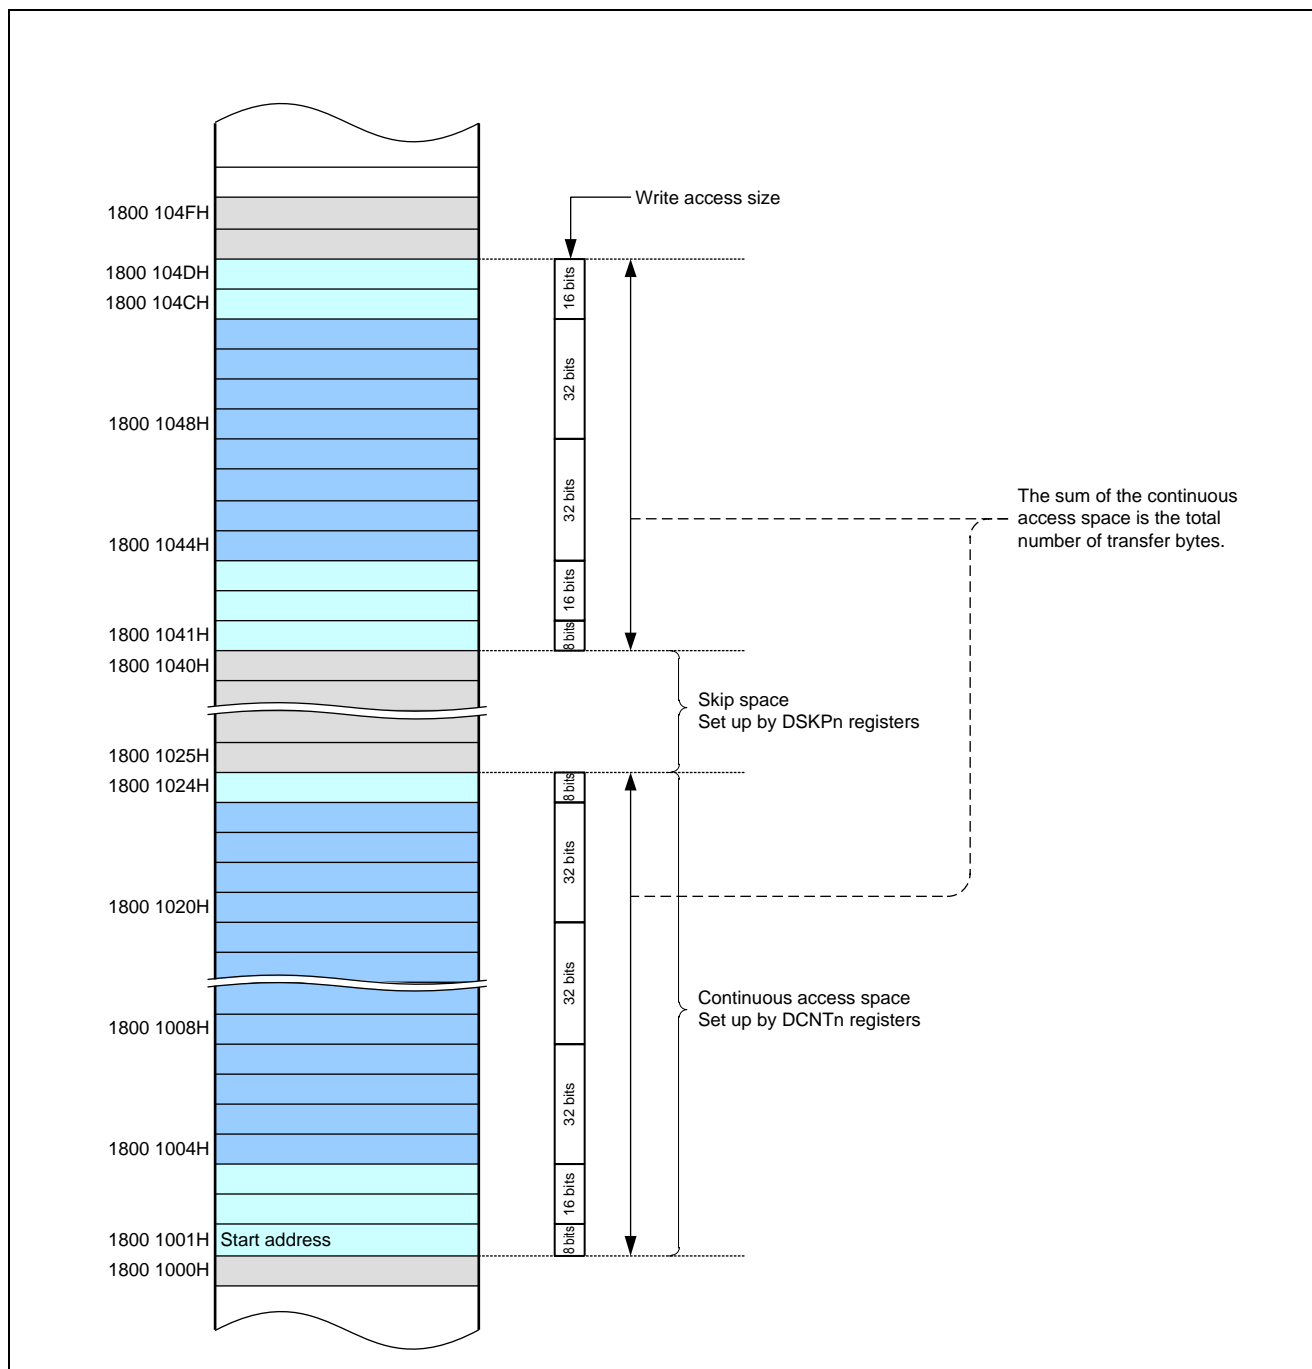 Write access size
1800 104FH
1800 104DH
1800 104CH
16 bits
32 bits
1800 1048H
32 bits
1800 1044H
The sum of the continuous
access space is the total
number of transfer bytes.
16 bits
1800 1041H
8 bits
1800 1040H
Skip space
Set up by DSKPn registers
1800 1025H
1800 1024H
8 bits
32 bits
1800 1020H
32 bits
Continuous access space
Set up by DCNTn registers
1800 1008H
32 bits
1800 1004H
16 bits
1800 1001H Start address
8 bits
1800 1000H